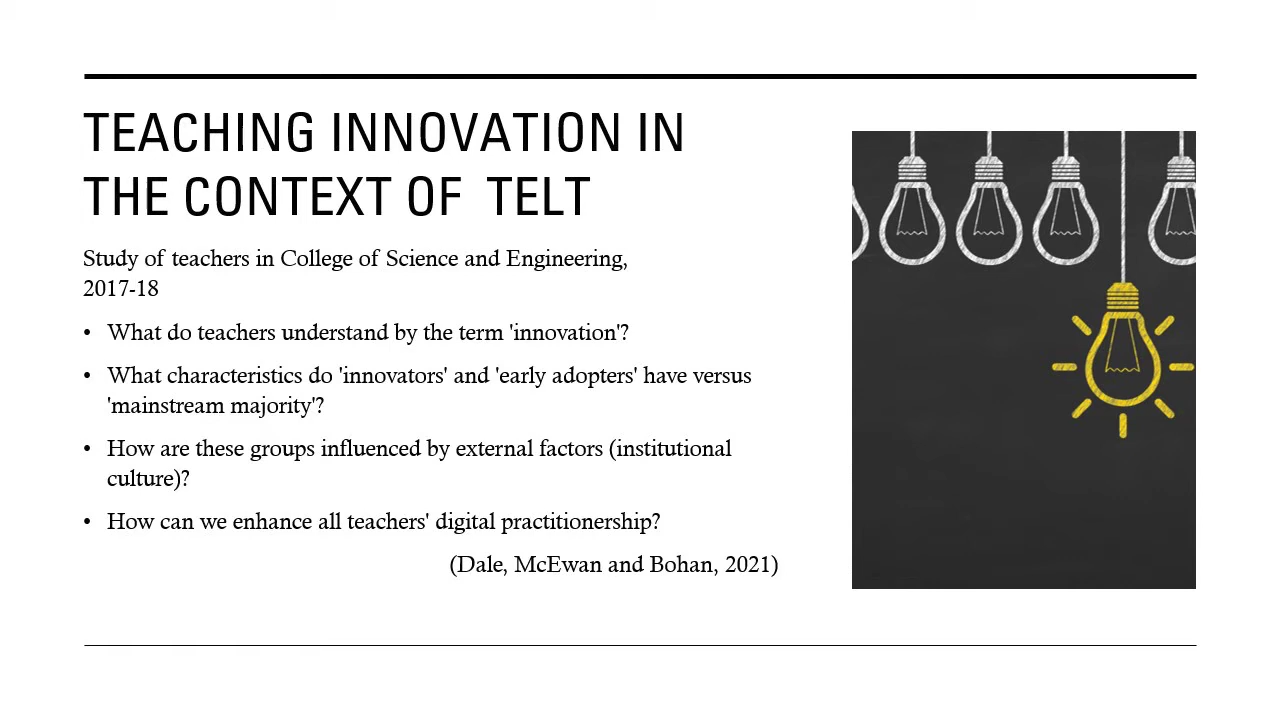 TEACHING INNOVATION IN
THE CONTEXT OF TELT
Study of teachers in College of Science and Engineering,
2017-18
• What do teachers understand by the term 'innovation'?
• What characteristics do 'innovators' and 'early adopters' have versus
'mainstream majority'?
• How are these groups influenced by external factors (institutional
culture)?
• How can we enhance all teachers' digital practitionership?
(Dale, McEwan and Bohan, 2021)